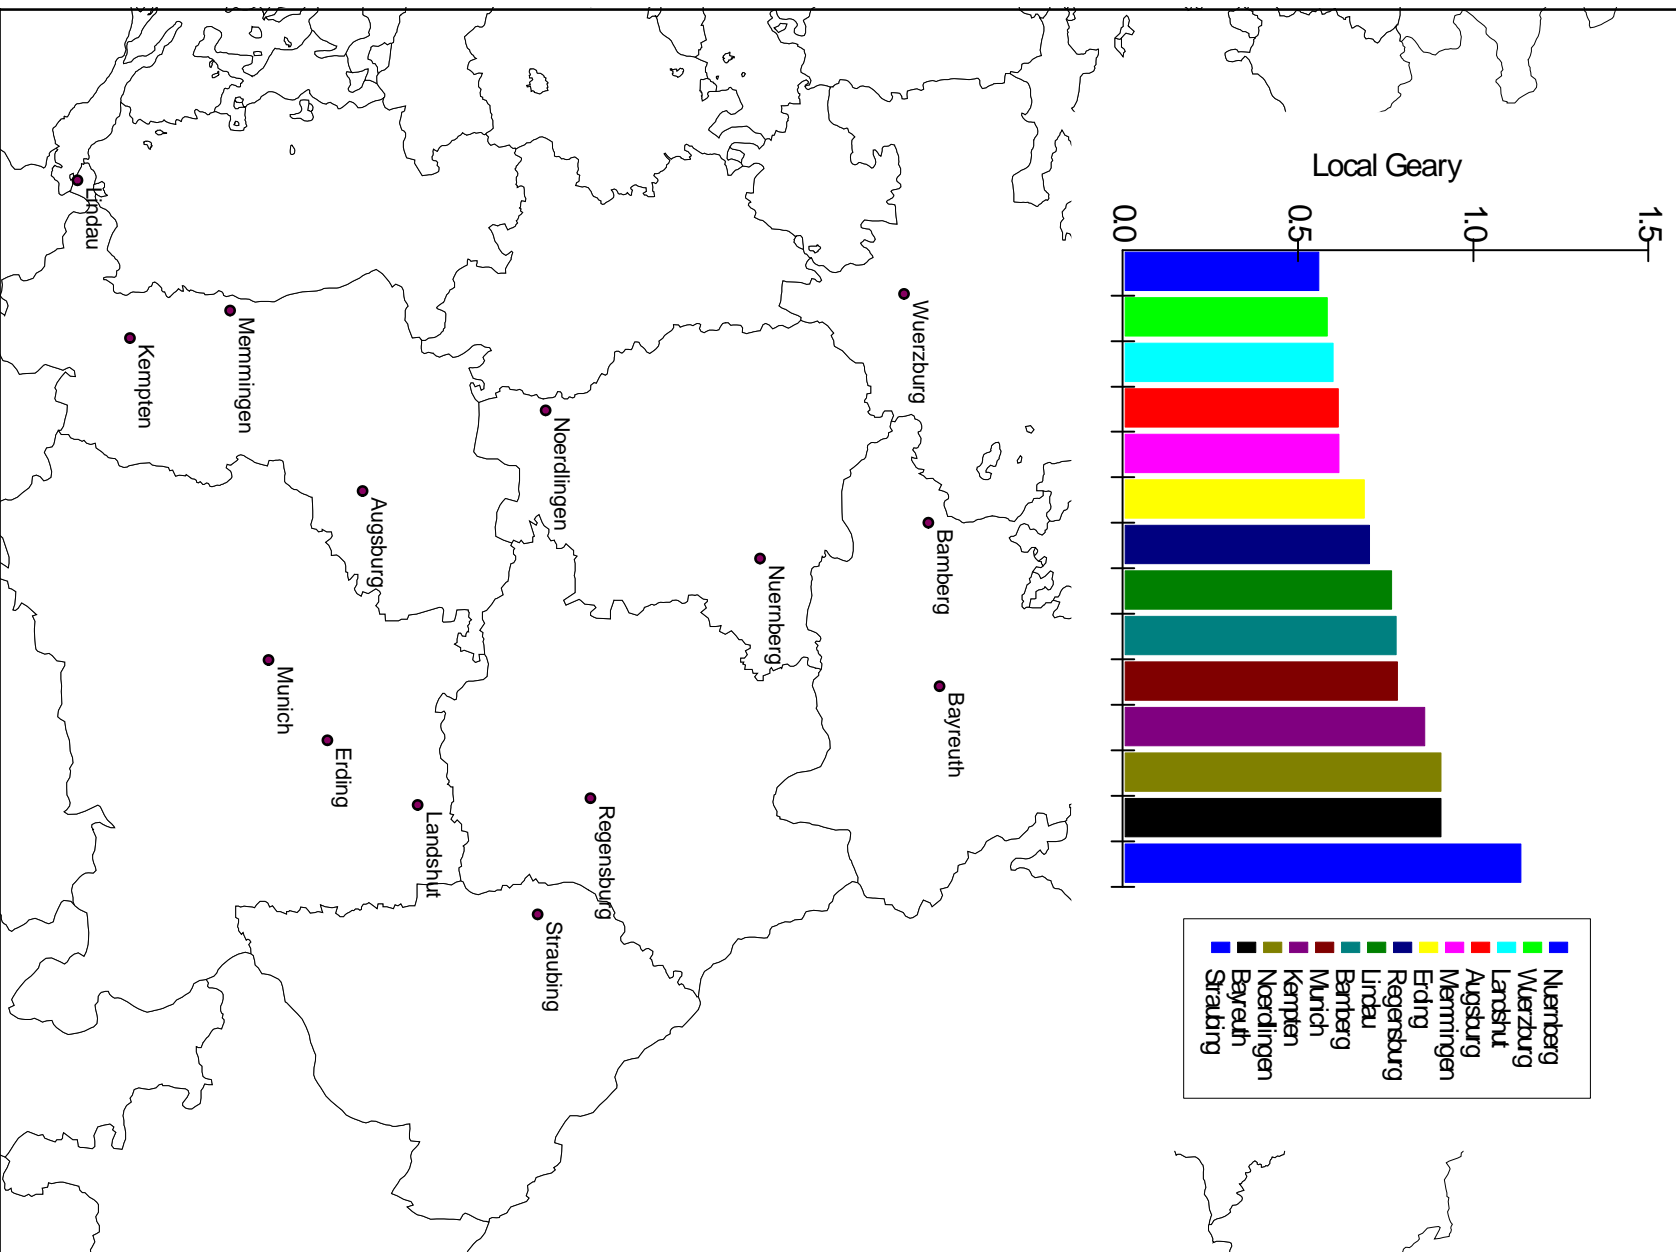 Local Geary
0.0
0.5
1.0
1.5
Nuernberg
Wuerzburg
Landshut
Augsburg
Memmingen
Erding
Regensburg
Lindau
Bamberg
Munich
Kempten
Noerdlingen
Bayreuth
Straubing
Wuerzburg
Bamberg
Bayreuth
Nuernberg
Noerdlingen
Regensburg
Straubing
Landshut
Augsburg
Erding
Munich
Memmingen
Kempten
Lindau